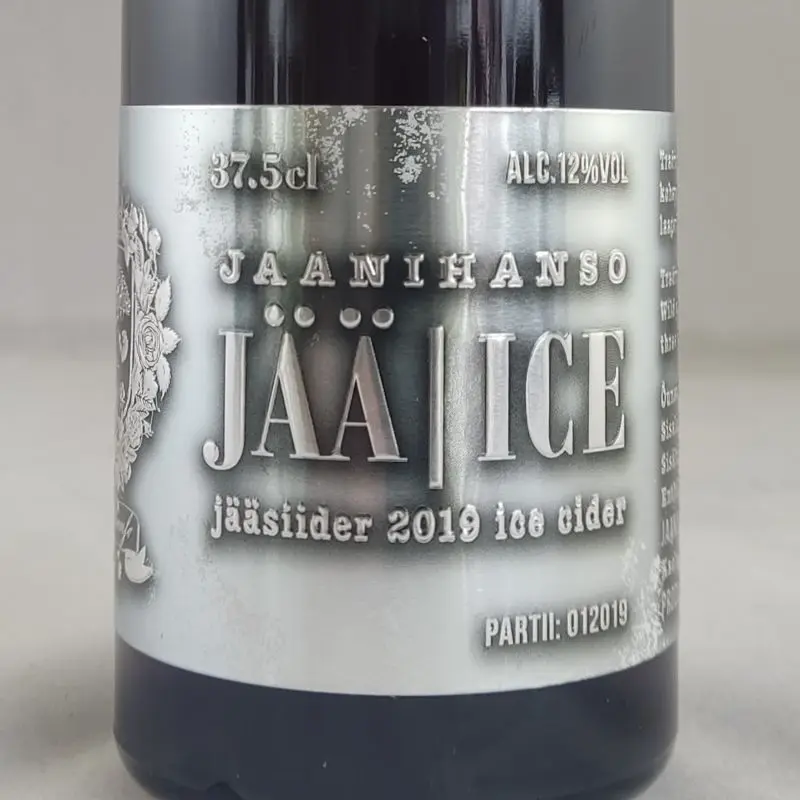 37.5cl
ALC.12%VOL
JAANIHANSO
JÄÄ|ICE
jääsiider 2019 ice cider
PARTII: 012019